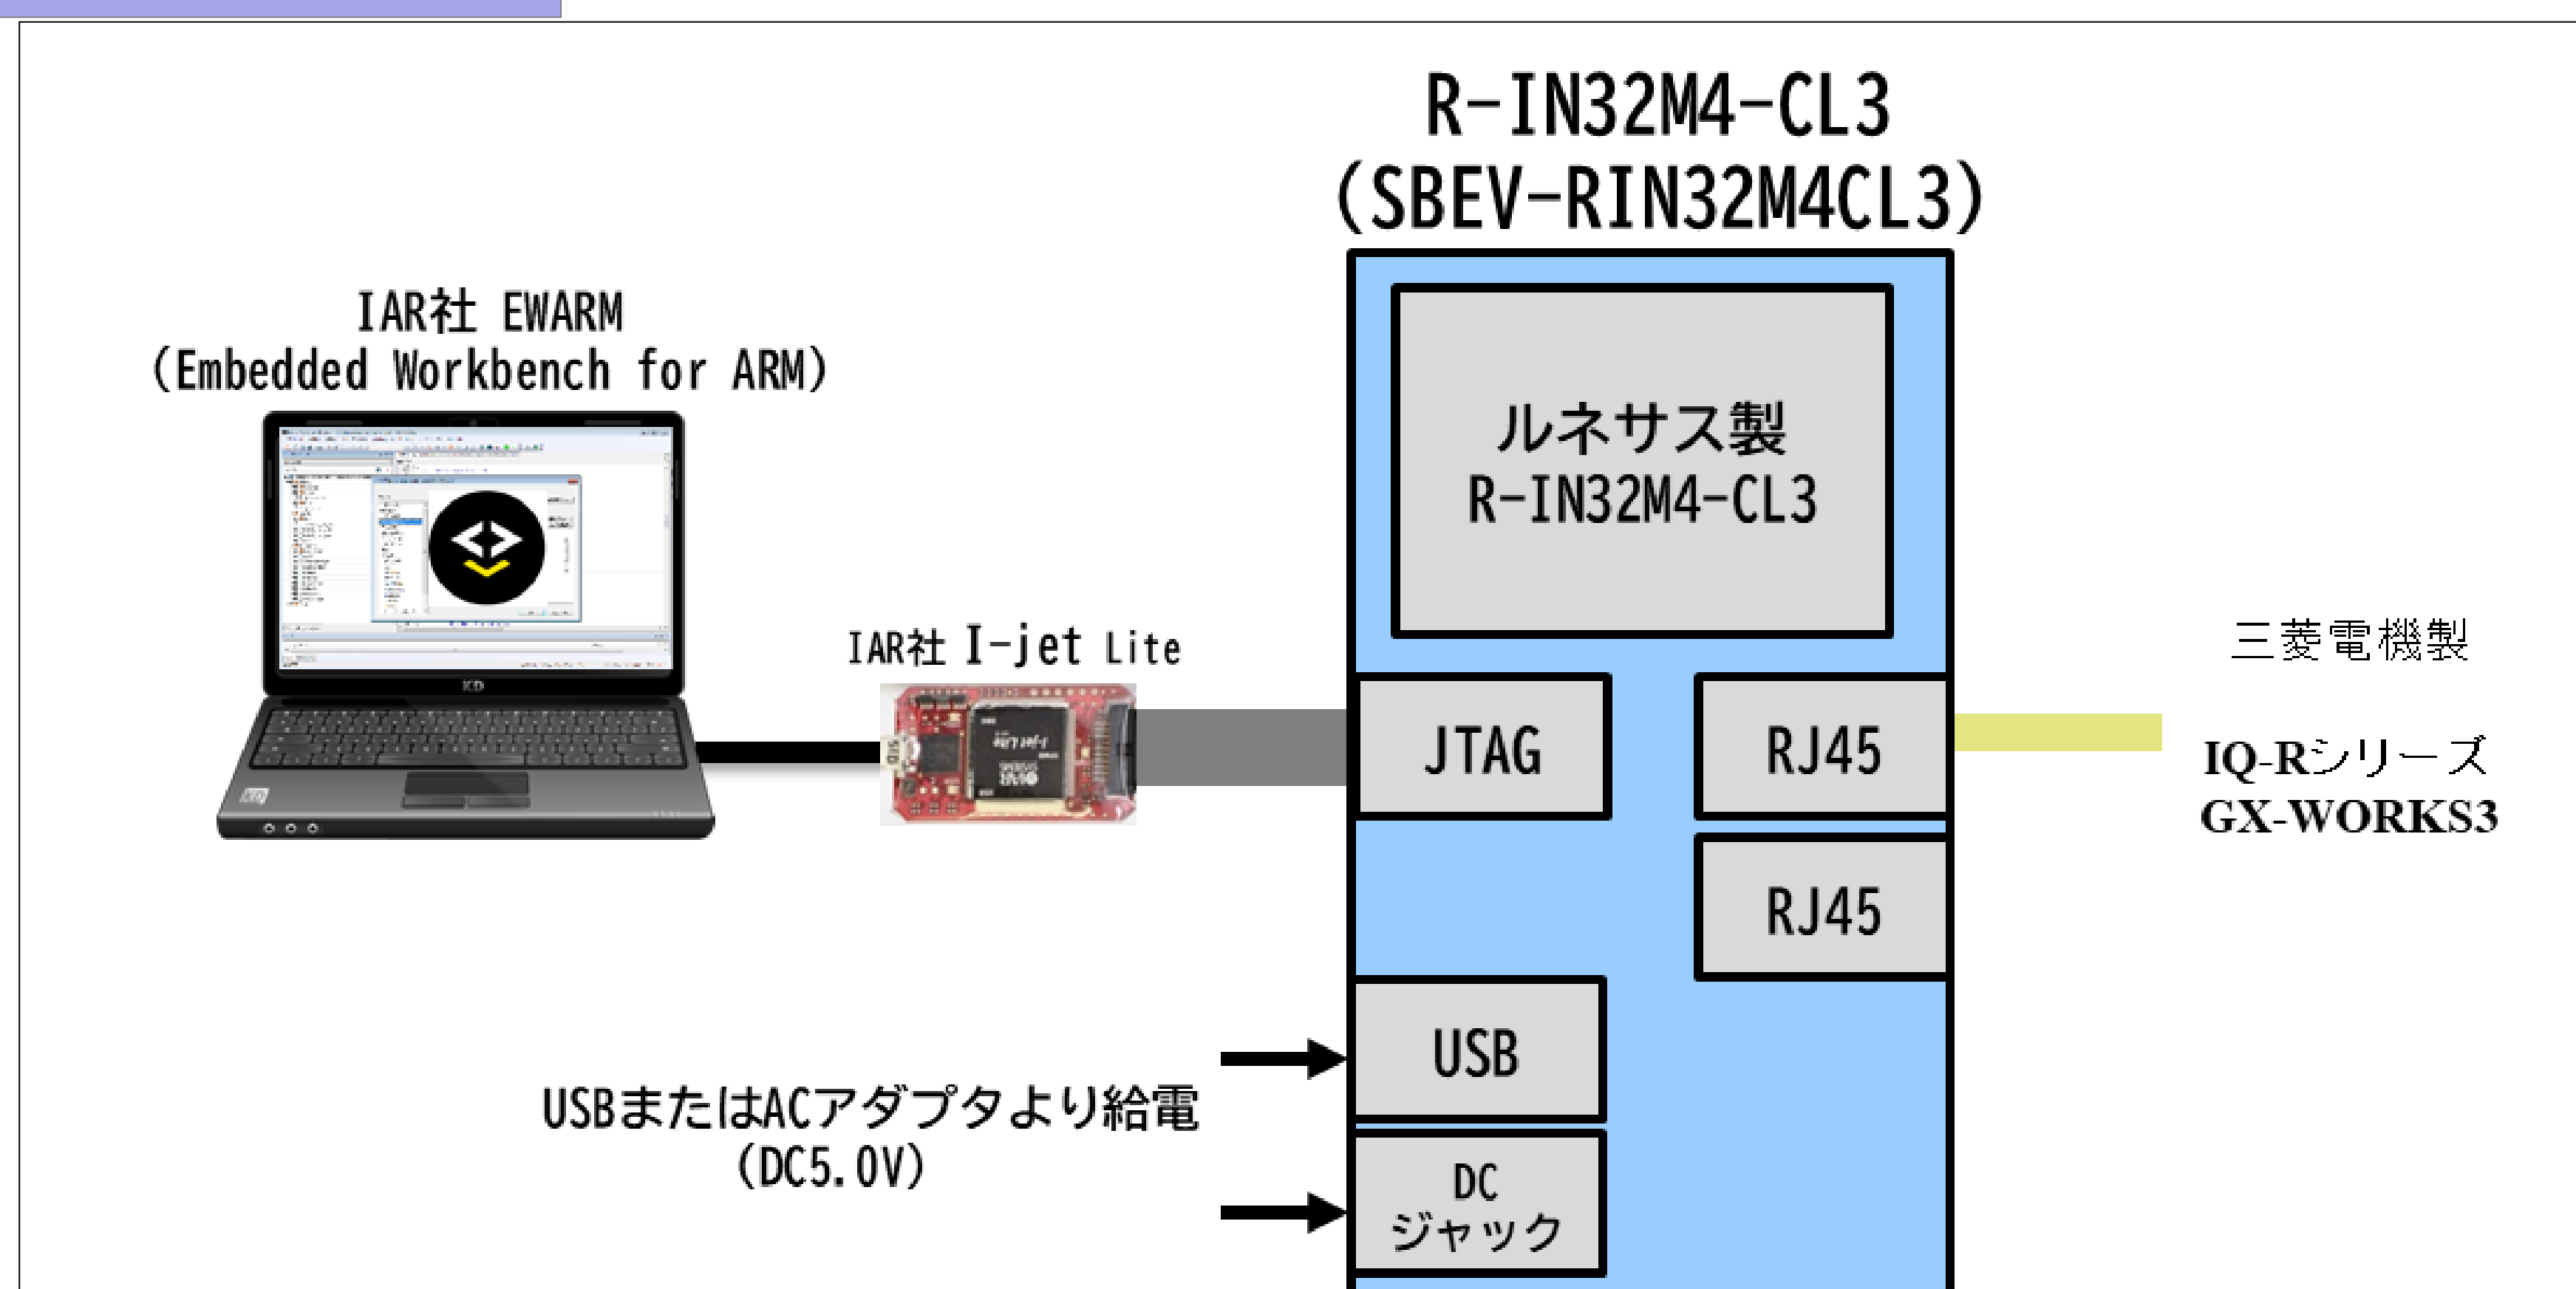 R-IN32M4-CL3
(SBEV-RIN32M4CL3)
IAR社 EWARM
(Embedded Workbench for ARM)
ルネサス製
R-IN32M4-CL3
IAR社 I-jet Lite
JTAG
RJ45
三菱電機製
IQ-Rシリーズ
GX-WORKS3
RJ45
USB
USBまたはACアダプタより給電
(DC5.0V)
DC
ジャック